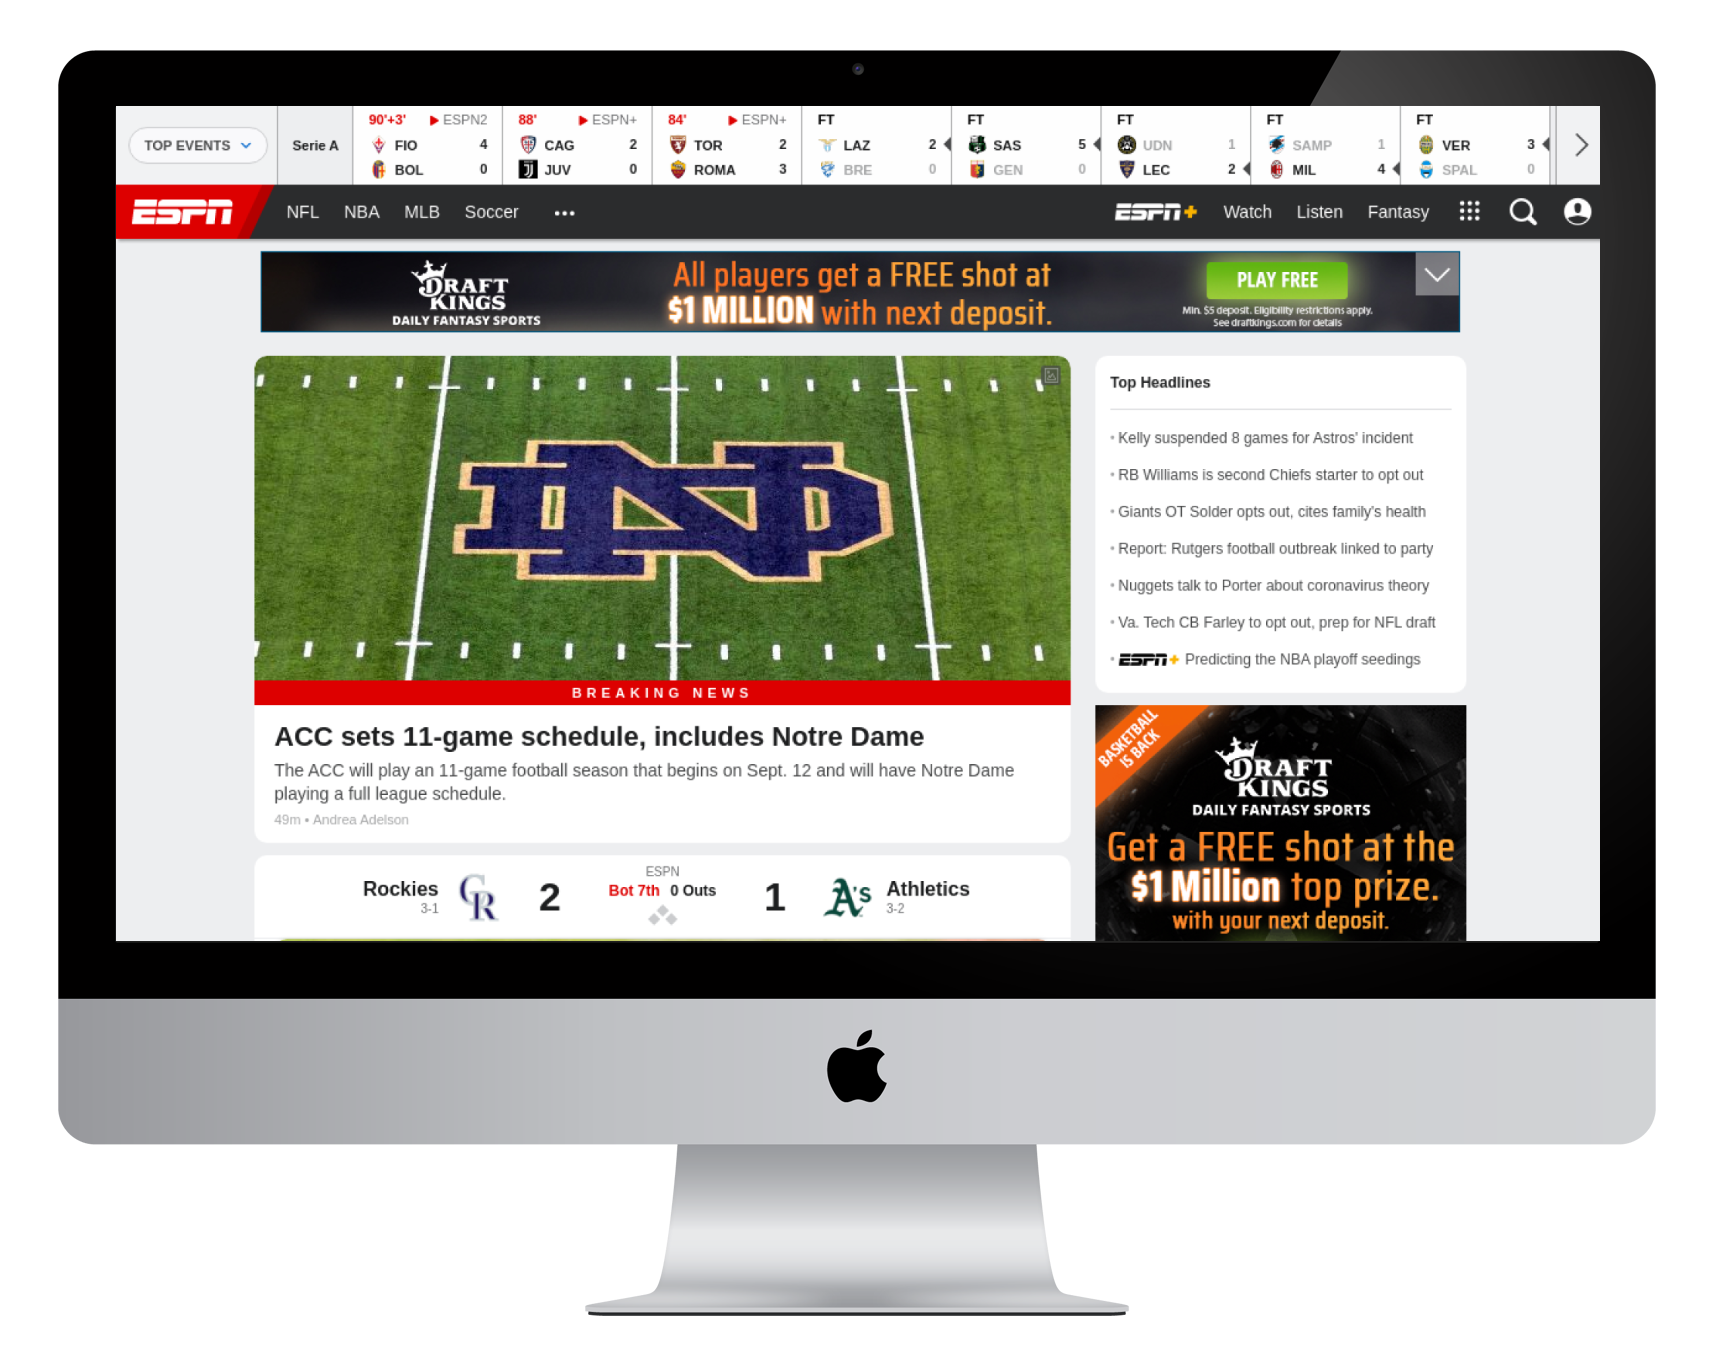 TOP EVENTS
Serie A
90'+3' ESPN2
FIO 4
BOL 0
88' ESPN+
CAG 2
JUV 0
84' ESPN+
TOR 2
ROMA 3
FT
LAZ 2
BRE 0
FT
SAS 5
GEN 0
FT
UDN 1
LEC 2
FT
SAMP 1
MIL 4
FT
VER 3
SPAL 0
ESPN NFL NBA MLB Soccer ••• ESPN+ Watch Listen Fantasy
DRAFT
KINGS
DAILY FANTASY SPORTS
All players get a FREE shot at
$1 MILLION with next deposit.
PLAY FREE
Min. $5 deposit. Eligibility restrictions apply.
See draftkings.com for details
ND
BREAKING NEWS
ACC sets 11-game schedule, includes Notre Dame
The ACC will play an 11-game football season that begins on Sept. 12 and will have Notre Dame
playing a full league schedule.
49m • Andrea Adelson
ESPN
Rockies CR 2 Bot 7th 0 Outs 1 A's Athletics
3-1 3-2
Top Headlines
• Kelly suspended 8 games for Astros' incident
• RB Williams is second Chiefs starter to opt out
• Giants OT Solder opts out, cites family's health
• Report: Rutgers football outbreak linked to party
• Nuggets talk to Porter about coronavirus theory
• Va. Tech CB Farley to opt out, prep for NFL draft
• ESPN+ Predicting the NBA playoff seedings
BASKETBALL
IS BACK
DRAFT
KINGS
DAILY FANTASY SPORTS
Get a FREE shot at the
$1 Million top prize.
with your next deposit.